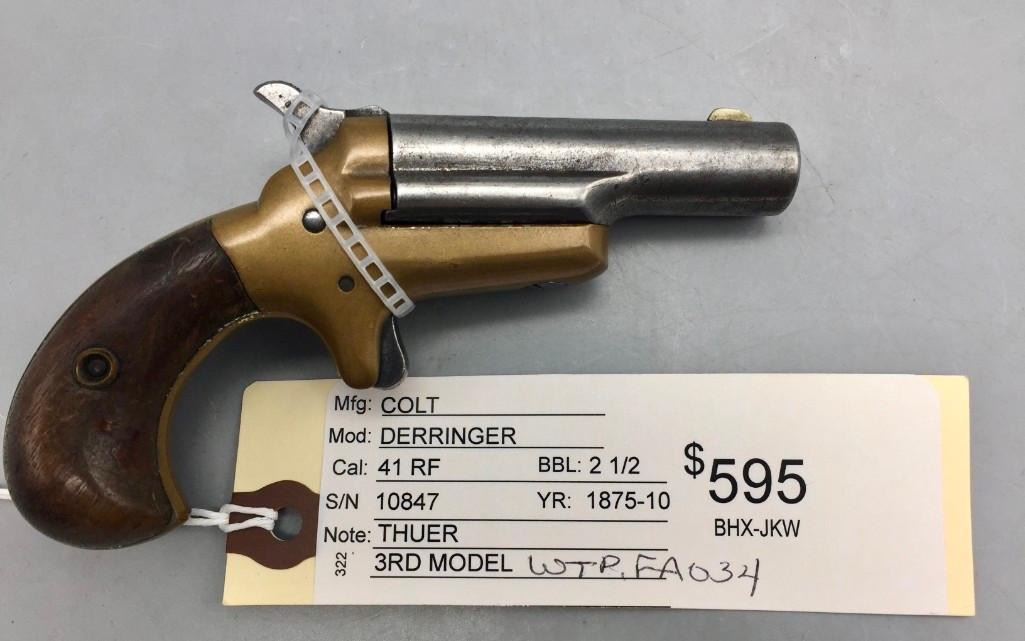 Mfg: COLT
Mod: DERRINGER
Cal: 41 RF BBL: 2 1/2
S/N 10847 YR: 1875-10
Note: THUER
322 3RD MODEL WTP.FA034
$595
BHX-JKW